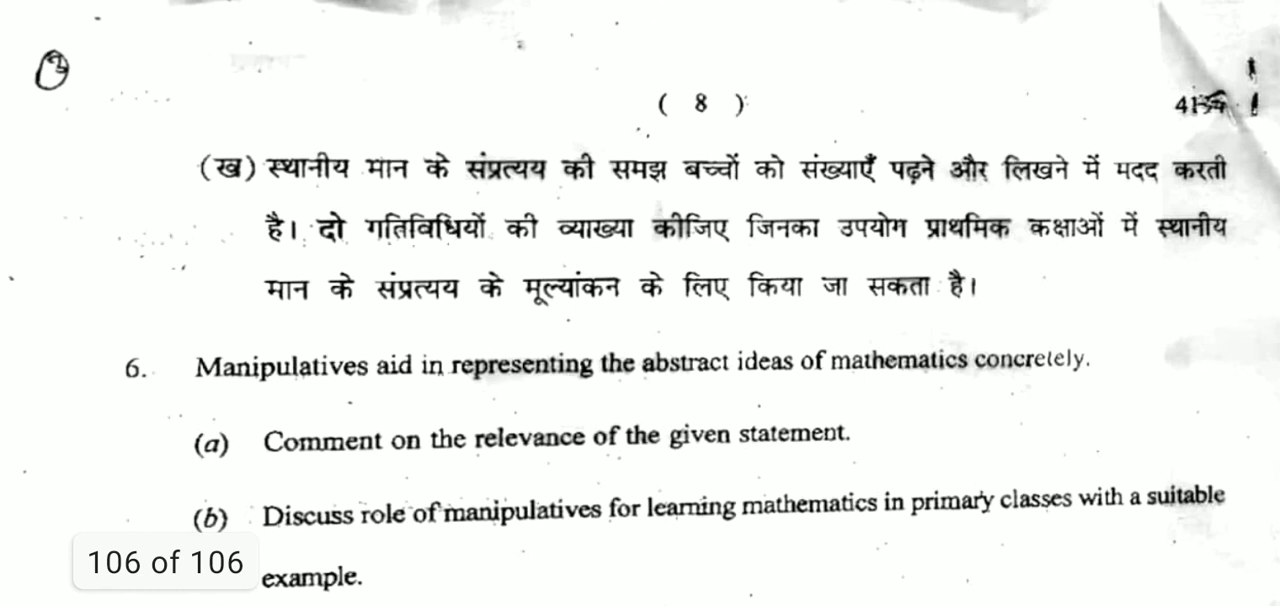 ( 8 )
(ख) स्थानीय मान के संप्रत्यय की समझ बच्चों को संख्याएँ पढ़ने और लिखने में मदद करती
है। दो गतिविधियों की व्याख्या कीजिए जिनका उपयोग प्राथमिक कक्षाओं में स्थानीय
मान के संप्रत्यय के मूल्यांकन के लिए किया जा सकता है।
6. Manipulatives aid in representing the abstract ideas of mathematics concretely.
(a) Comment on the relevance of the given statement.
(b) Discuss role of manipulatives for learning mathematics in primary classes with a suitable
106 of 106
example.